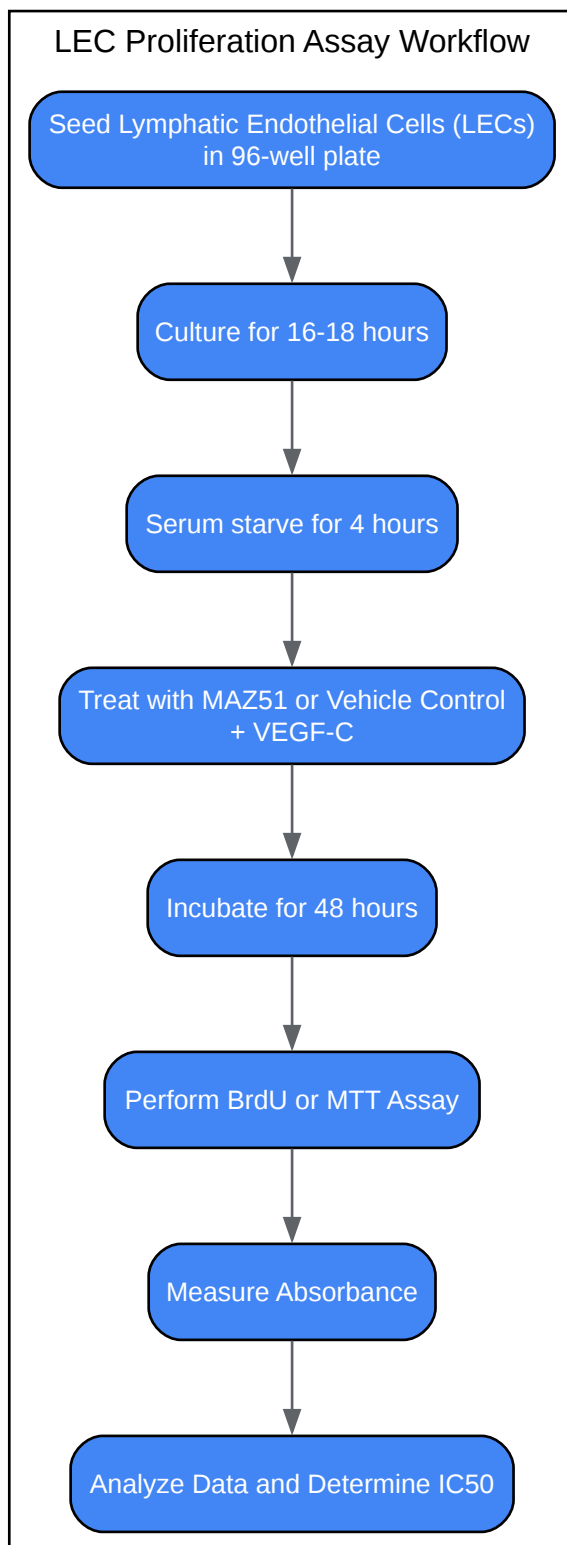 LEC Proliferation Assay Workflow
Seed Lymphatic Endothelial Cells (LECs)
in 96-well plate
Culture for 16-18 hours
Serum starve for 4 hours
Treat with MAZ51 or Vehicle Control
+ VEGF-C
Incubate for 48 hours
Perform BrdU or MTT Assay
Measure Absorbance
Analyze Data and Determine IC50